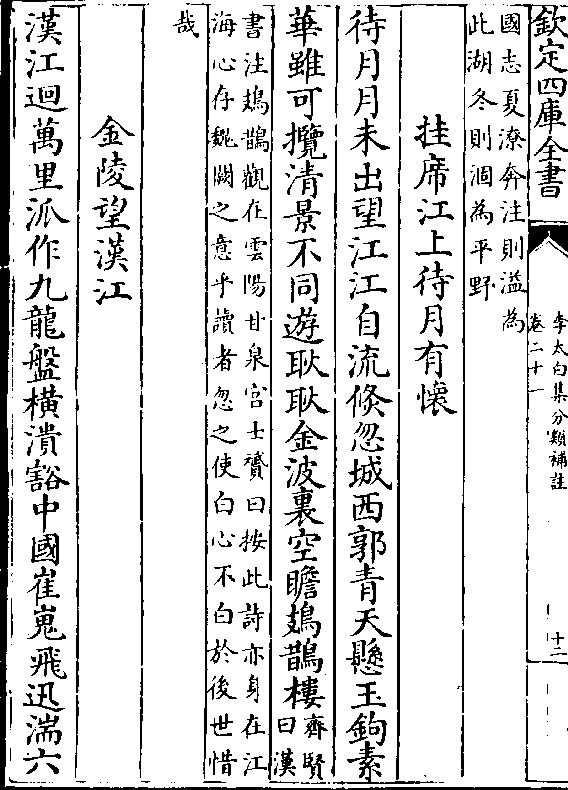 欽定四庫全書
李太白集分類補註
卷二十一
十二
國志夏潦奔注則溢為
此湖冬則涸為平野
挂席江上待月有懷
待月月未出望江江自流倐忽城西郭青天懸玉鉤素
華雖可攬清景不同遊耿耿金波裏空瞻鳷鵲樓齊賢
曰漢
書注鳷鵲觀在雲陽甘泉宮士贇曰按此詩亦身在江
海心存魏闕之意乎讀者忽之使白心不白於後世惜
哉
金陵望漢江
漢江迴萬里派作九龍盤橫潰豁中國崔嵬飛迅湍六